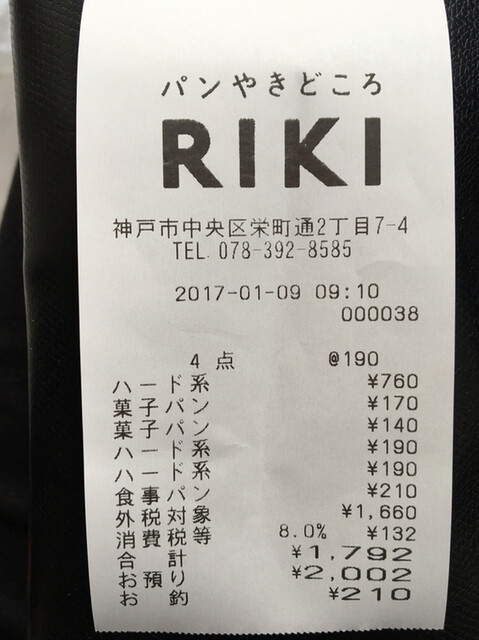 パンやきどころ
RIKI
神戸市中央区栄町通2丁目7-4
TEL. 078-392-8585
2017-01-09 09:10
000038
4 点 @190
ハード系 ¥760
菓子パン ¥170
菓子パン ¥140
ハード系 ¥190
ハード系 ¥190
食事パン ¥210
外税対象 ¥1,660
消費税等 8.0% ¥132
合計 ¥1,792
お預り ¥2,002
お釣 ¥210